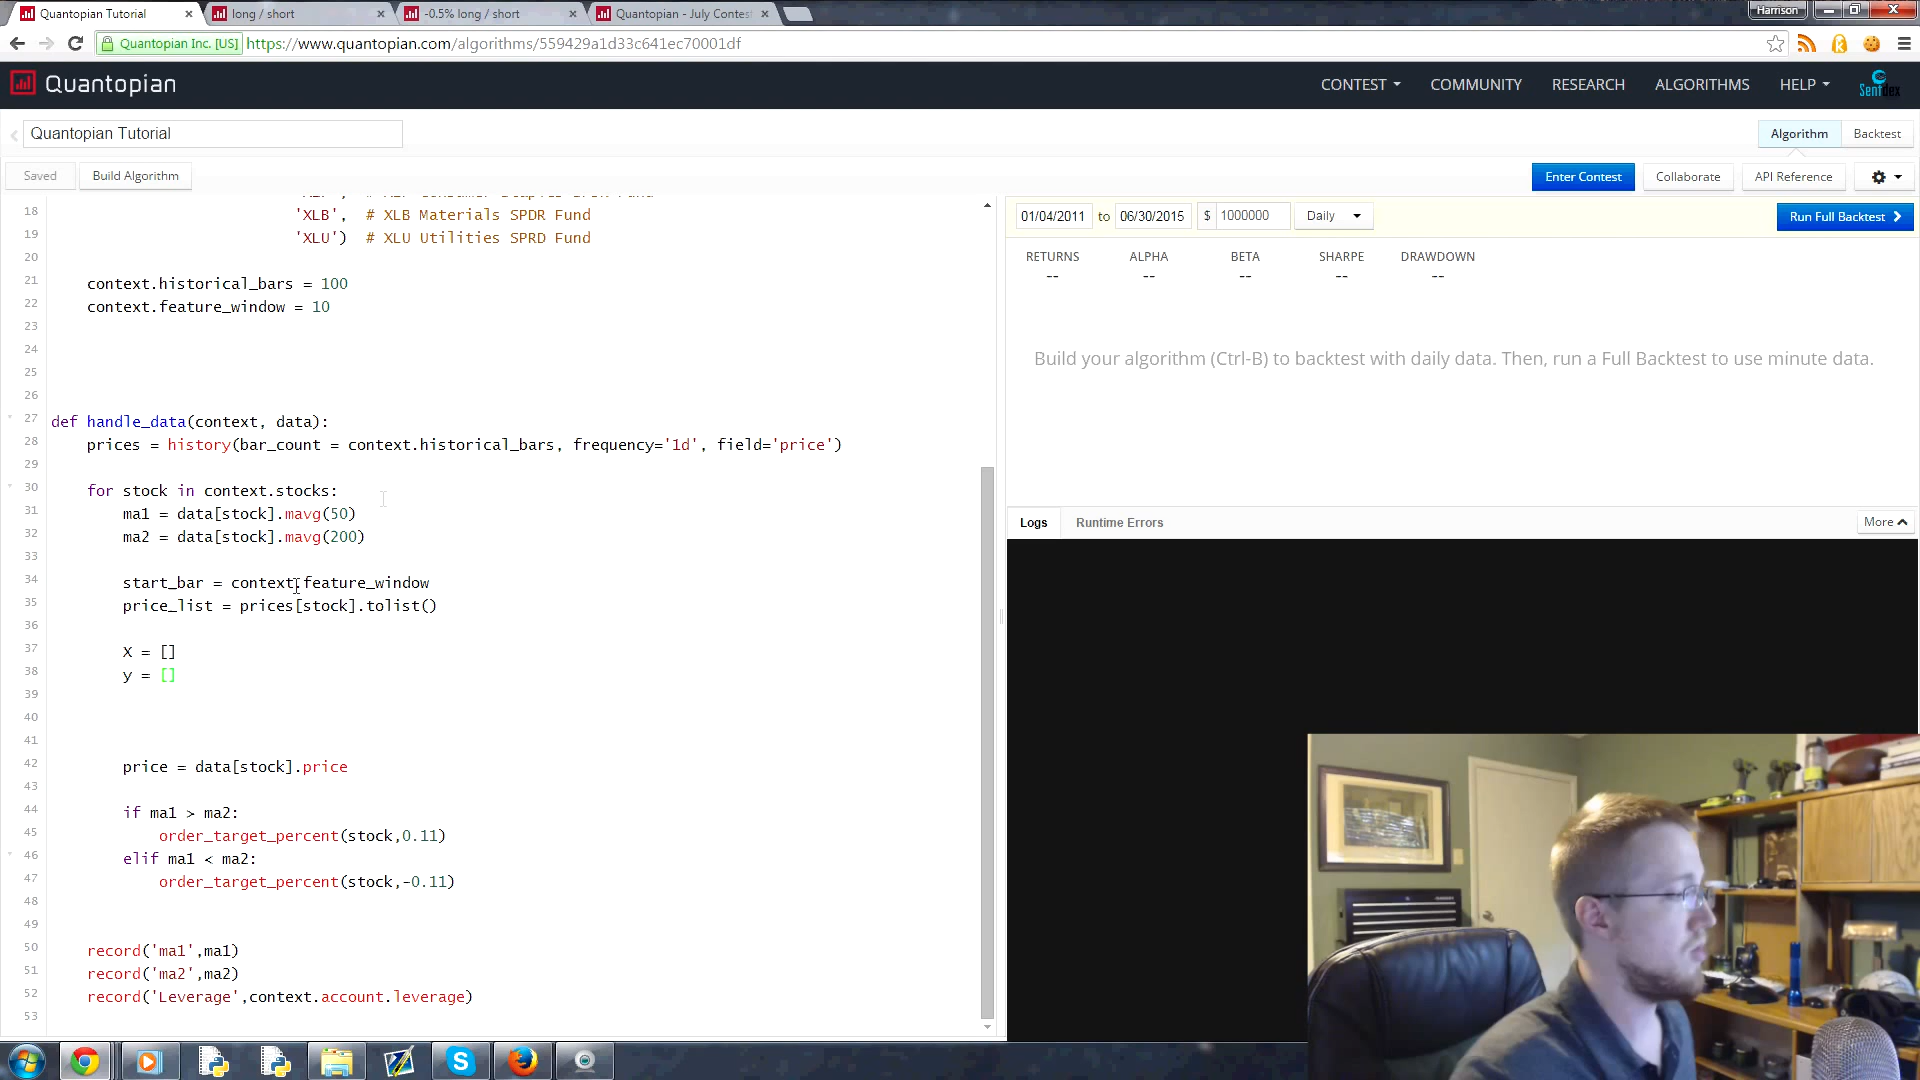 Quantopian Tutorial
long / short
-0.5% long / short
Quantopian - July Contes
Harrison
Quantopian Inc. [US]
https://www.quantopian.com/algorithms/559429a1d33c641ec70001df
Quantopian
CONTEST
COMMUNITY
RESEARCH
ALGORITHMS
HELP
Sentdex
Quantopian Tutorial
Algorithm
Backtest
Saved
Build Algorithm
Enter Contest
Collaborate
API Reference
18 'XLB', # XLB Materials SPDR Fund
19 'XLU') # XLU Utilities SPRD Fund
20
21 context.historical_bars = 100
22 context.feature_window = 10
23
24
25
26
27 def handle_data(context, data):
28 prices = history(bar_count = context.historical_bars, frequency='1d', field='price')
29
30 for stock in context.stocks:
31 ma1 = data[stock].mavg(50)
32 ma2 = data[stock].mavg(200)
33
34 start_bar = context.feature_window
35 price_list = prices[stock].tolist()
36
37 X = []
38 y = []
39
40
41
42 price = data[stock].price
43
44 if ma1 > ma2:
45 order_target_percent(stock,0.11)
46 elif ma1 < ma2:
47 order_target_percent(stock,-0.11)
48
49
50 record('ma1',ma1)
51 record('ma2',ma2)
52 record('Leverage',context.account.leverage)
53
01/04/2011 to 06/30/2015 $ 1000000 Daily
Run Full Backtest
RETURNS ALPHA BETA SHARPE DRAWDOWN
-- -- -- -- --
Build your algorithm (Ctrl-B) to backtest with daily data. Then, run a Full Backtest to use minute data.
Logs
Runtime Errors
More